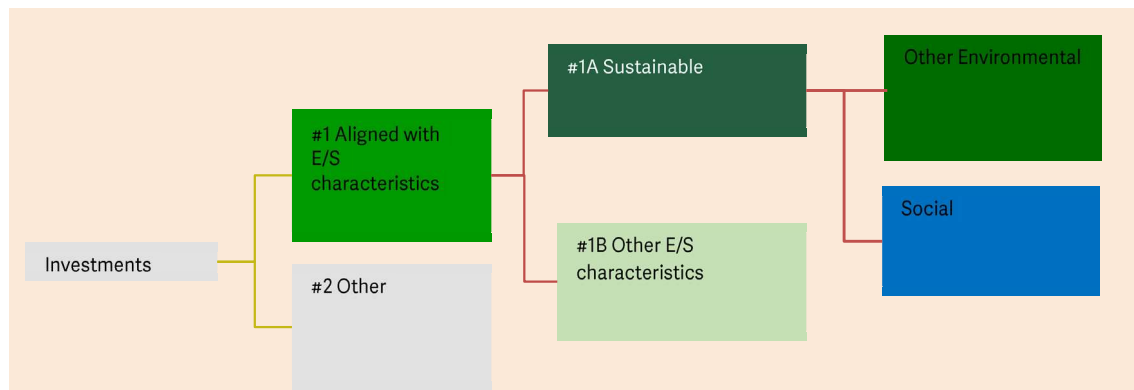 Investments
#1 Aligned with
E/S
characteristics
#2 Other
#1A Sustainable
#1B Other E/S
characteristics
Other Environmental
Social